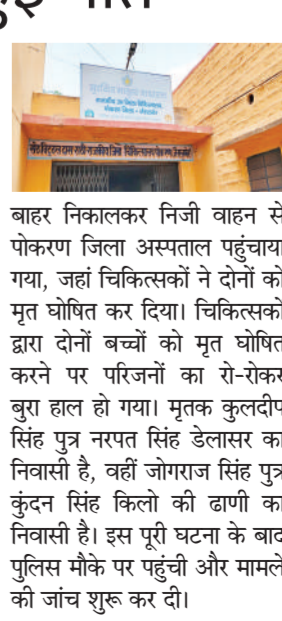 बाहर निकालकर निजी वाहन से
पोकरण जिला अस्पताल पहुंचाया
गया, जहां चिकित्सकों ने दोनों को
मृत घोषित कर दिया। चिकित्सकों
द्वारा दोनों बच्चों को मृत घोषित
करने पर परिजनों का रो-रोकर
बुरा हाल हो गया। मृतक कुलदीप
सिंह पुत्र नरपत सिंह डेलासर का
निवासी है, वहीं जोगराज सिंह पुत्र
कुंदन सिंह किलो की ढाणी का
निवासी है। इस पूरी घटना के बाद
पुलिस मौके पर पहुंची और मामले
की जांच शुरू कर दी।